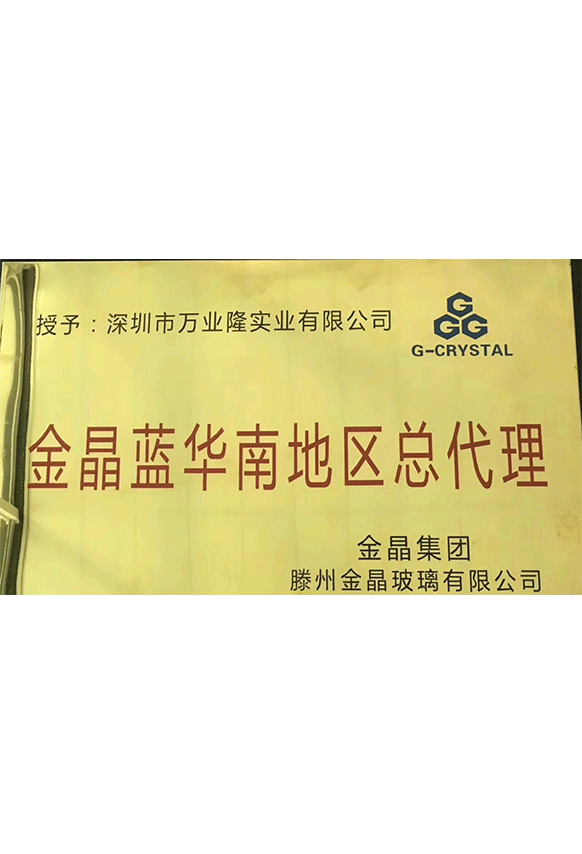 授予：深圳市万业隆实业有限公司
G
GG
G-CRYSTAL
金晶蓝华南地区总代理
金晶集团
滕州金晶玻璃有限公司